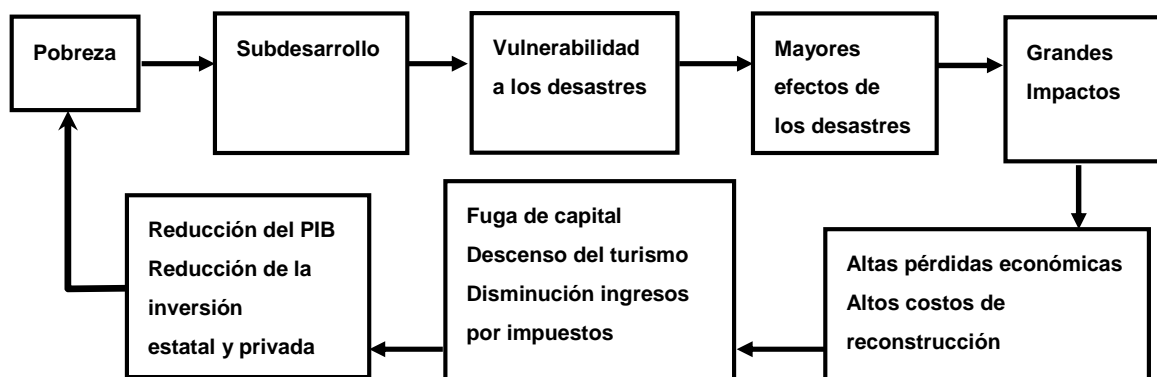 Pobreza
Subdesarrollo
Vulnerabilidad
a los desastres
Mayores
efectos de
los desastres
Grandes
Impactos
Altas pérdidas económicas
Altos costos de
reconstrucción
Fuga de capital
Descenso del turismo
Disminución ingresos
por impuestos
Reducción del PIB
Reducción de la
inversión
estatal y privada